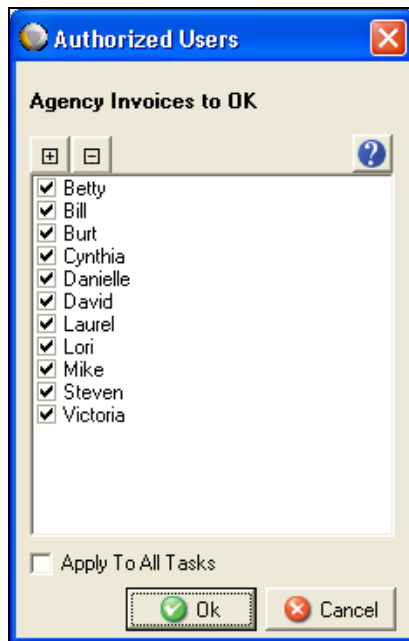 Authorized Users
Agency Invoices to OK
Betty
Bill
Burt
Cynthia
Danielle
David
Laurel
Lori
Mike
Steven
Victoria
Apply To All Tasks
Ok
Cancel